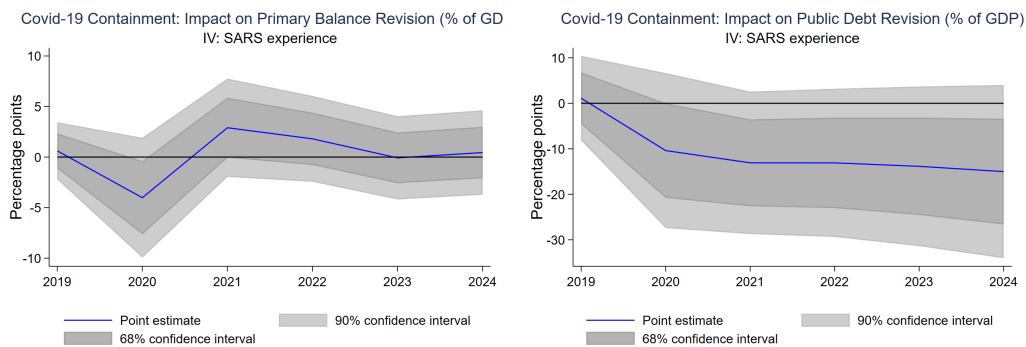 Covid-19 Containment: Impact on Primary Balance Revision (% of GD
IV: SARS experience
10
5
0
-5
-10
Percentage points
2019 2020 2021 2022 2023 2024
Point estimate
90% confidence interval
68% confidence interval
Covid-19 Containment: Impact on Public Debt Revision (% of GDP)
IV: SARS experience
10
0
-10
-20
-30
Percentage points
2019 2020 2021 2022 2023 2024
Point estimate
90% confidence interval
68% confidence interval